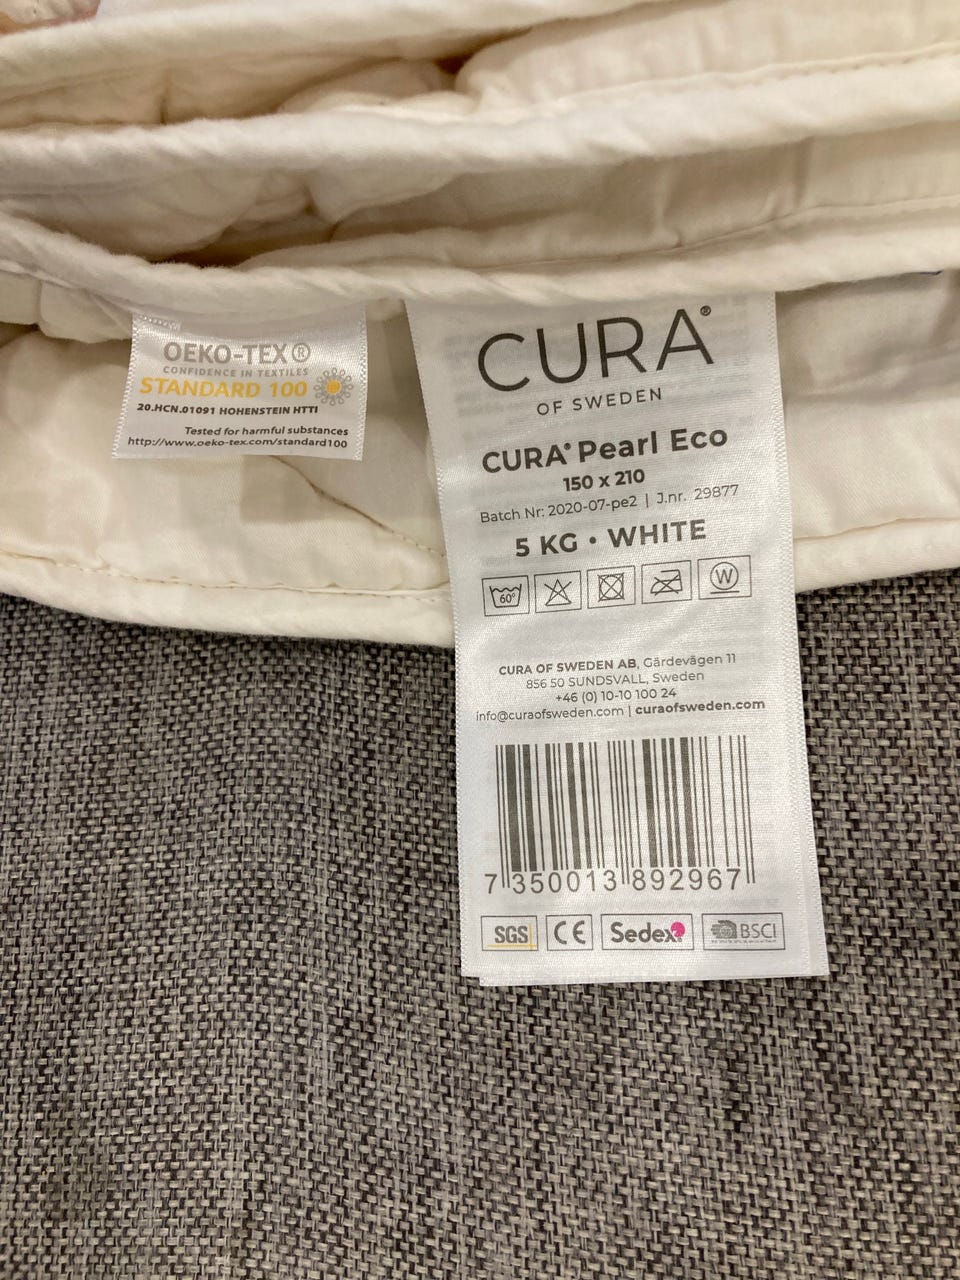 OEKO-TEX®
CONFIDENCE IN TEXTILES
STANDARD 100
20.HCN.01091 HOHENSTEIN HTTI
Tested for harmful substances
http://www.oeko-tex.com/standard100
CURA®
OF SWEDEN
CURA® Pearl Eco
150 x 210
Batch Nr: 2020-07-pe2 | J.nr. 29877
5 KG • WHITE
60° W
CURA OF SWEDEN AB, Gärdevägen 11
856 50 SUNDSVALL, Sweden
+46 (0) 10-10 100 24
info@curaofsweden.com | curaofsweden.com
7 350013 892967
SGS CE Sedex BSCI